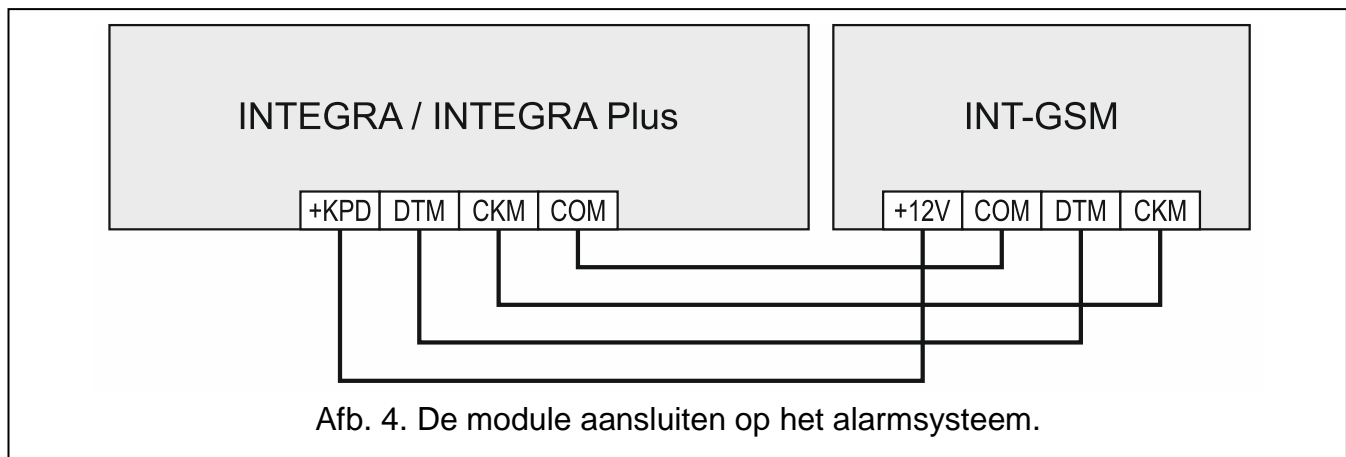 INTEGRA / INTEGRA Plus
INT-GSM
+KPD DTM CKM COM
+12V COM DTM CKM
Afb. 4. De module aansluiten op het alarmsysteem.